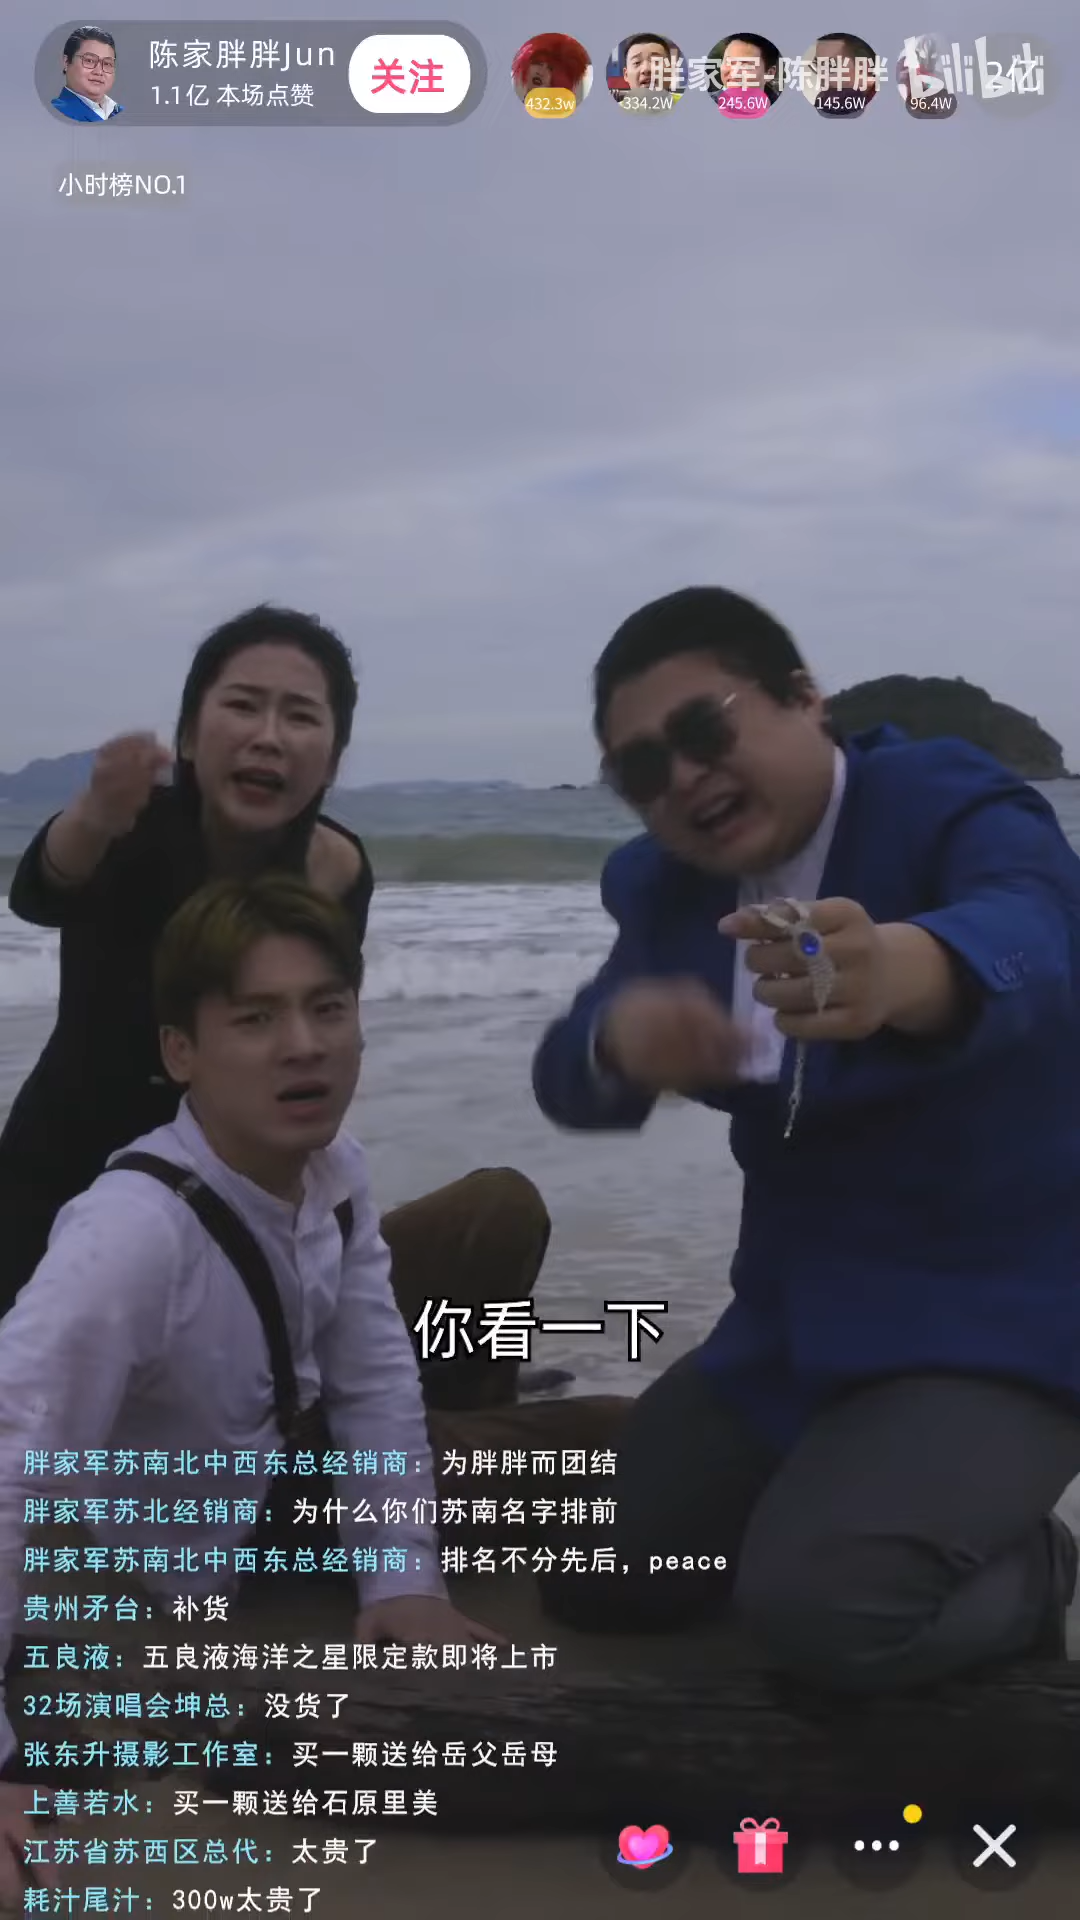 陈家胖胖Jun
1.1亿 本场点赞
关注
432.3w
334.2W
245.6W
145.6W
96.4W
2亿
胖家军-陈胖胖
bilibili
小时榜NO.1
你看一下
胖家军苏南北中西东总经销商：为胖胖而团结
胖家军苏北经销商：为什么你们苏南名字排前
胖家军苏南北中西东总经销商：排名不分先后，peace
贵州矛台：补货
五良液：五良液海洋之星限定款即将上市
32场演唱会坤总：没货了
张东升摄影工作室：买一颗送给岳父岳母
上善若水：买一颗送给石原里美
江苏省苏西区总代：太贵了
耗汁尾汁：300w太贵了